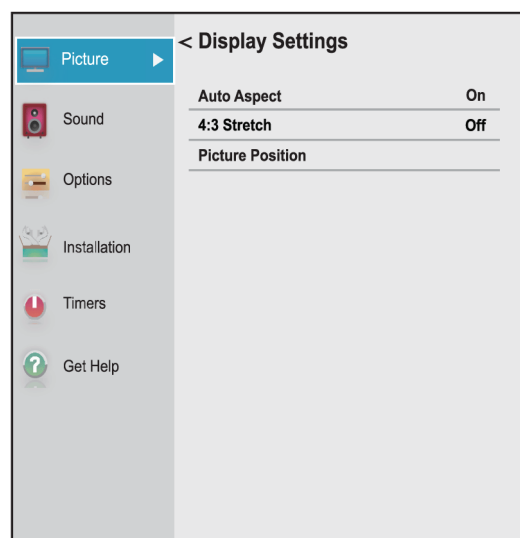 Picture
Sound
Options
Installation
Timers
Get Help
< Display Settings
Auto Aspect On
4:3 Stretch Off
Picture Position